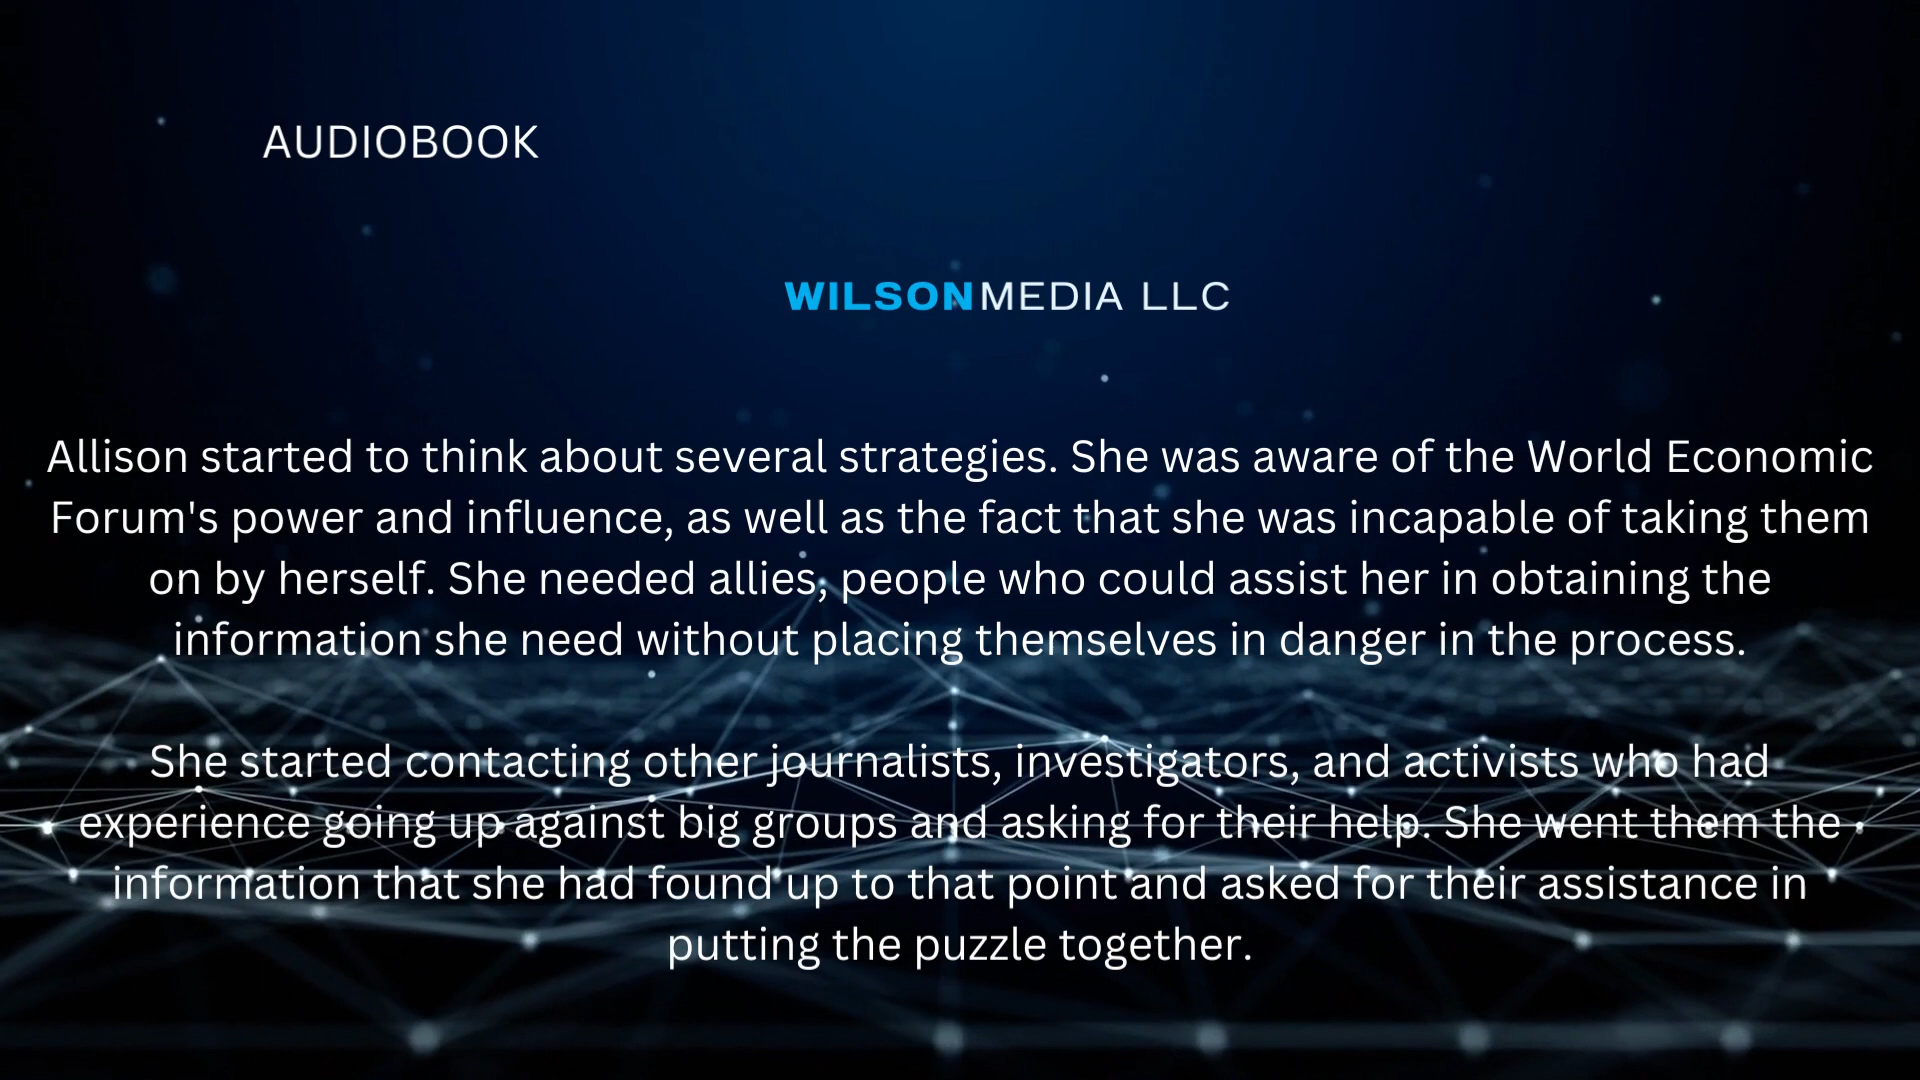 AUDIOBOOK
WILSONMEDIA LLC
Allison started to think about several strategies. She was aware of the World Economic
Forum's power and influence, as well as the fact that she was incapable of taking them
on by herself. She needed allies, people who could assist her in obtaining the
information she need without placing themselves in danger in the process.
She started contacting other journalists, investigators, and activists who had
experience going up against big groups and asking for their help. She went them the
information that she had found up to that point and asked for their assistance in
putting the puzzle together.